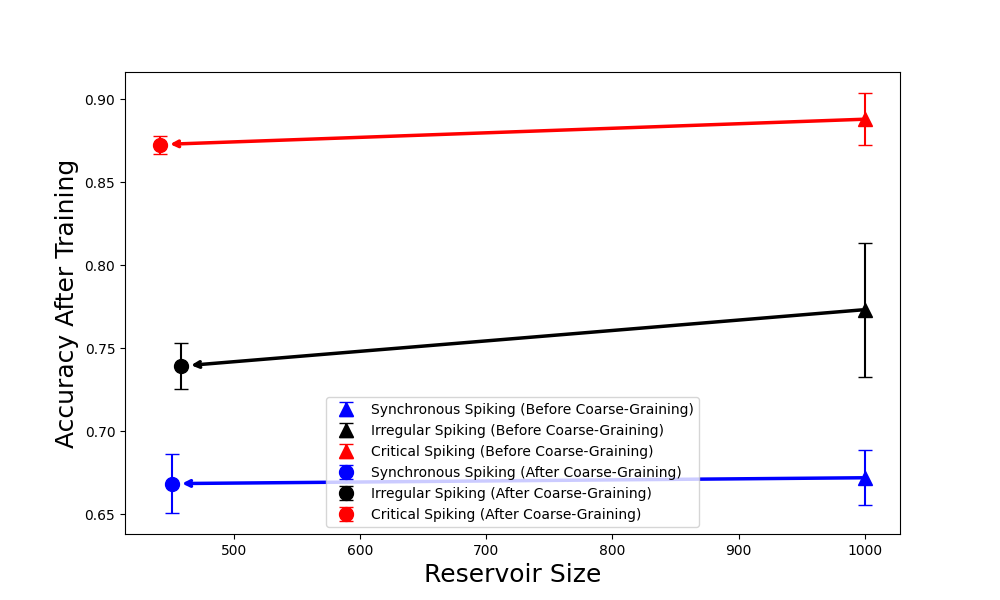 0.90
0.85
0.80
0.75
0.70
0.65
Accuracy After Training
Synchronous Spiking (Before Coarse-Graining)
Irregular Spiking (Before Coarse-Graining)
Critical Spiking (Before Coarse-Graining)
Synchronous Spiking (After Coarse-Graining)
Irregular Spiking (After Coarse-Graining)
Critical Spiking (After Coarse-Graining)
500 600 700 800 900 1000
Reservoir Size